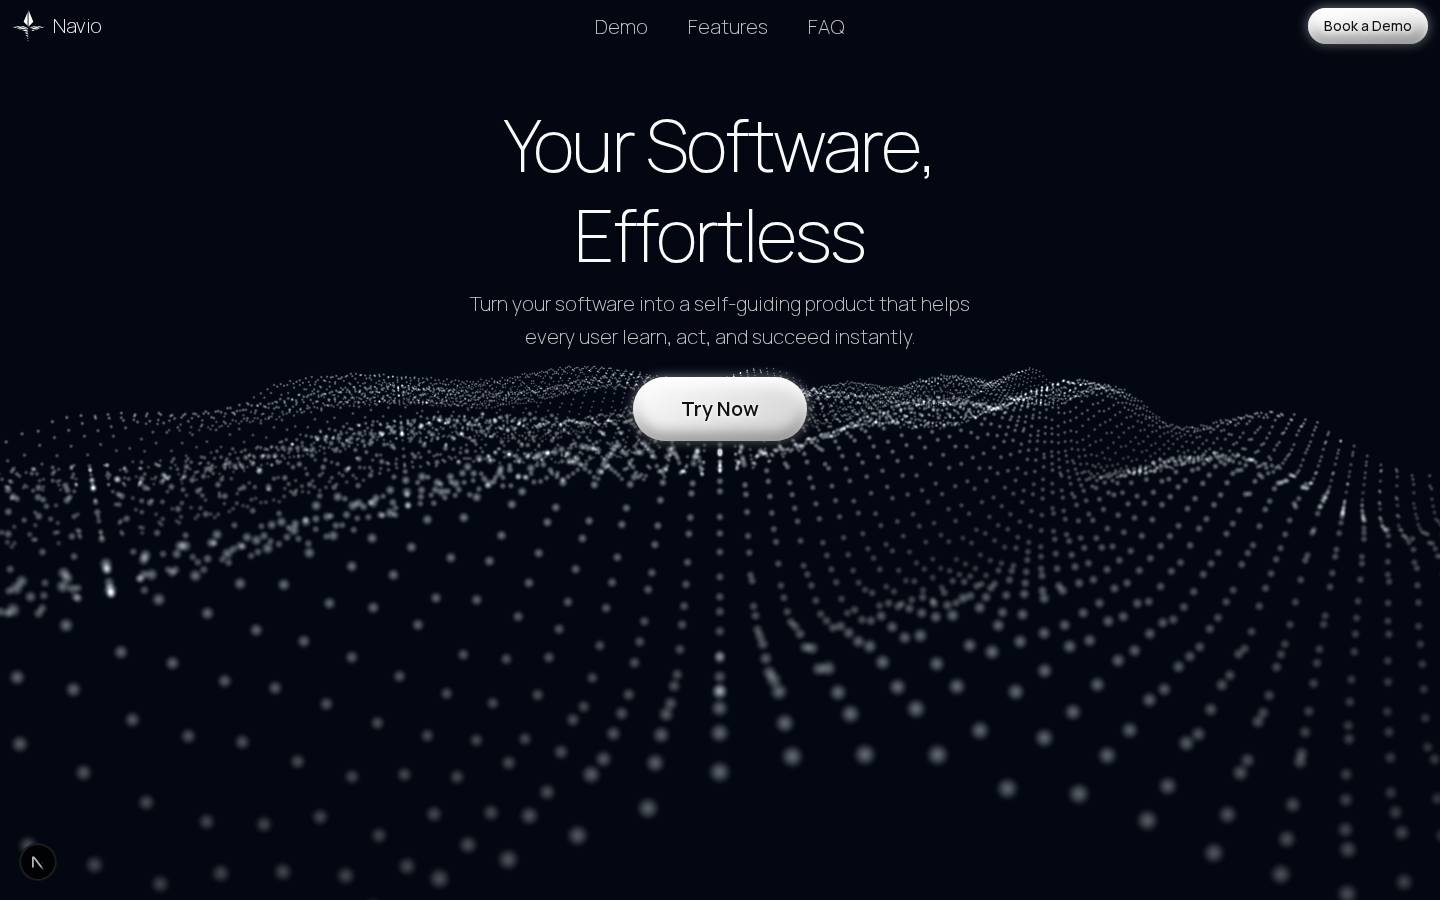 Navio
Demo
Features
FAQ
Book a Demo
Your Software,
Effortless
Turn your software into a self-guiding product that helps
every user learn, act, and succeed instantly.
Try Now